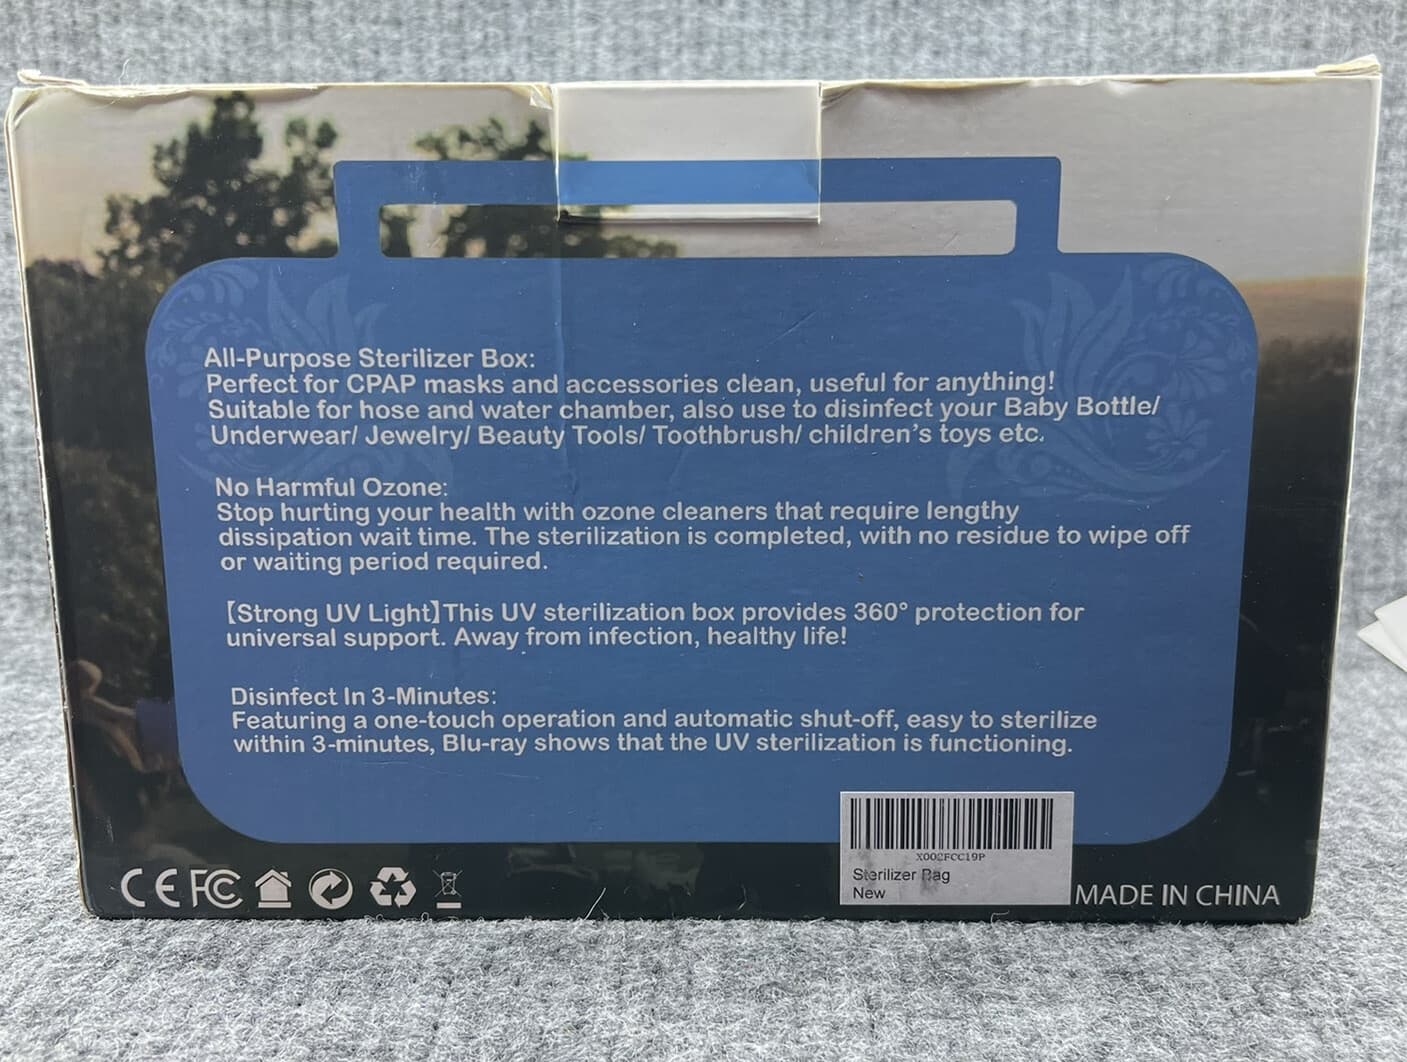 All-Purpose Sterilizer Box:
Perfect for CPAP masks and accessories clean, useful for anything!
Suitable for hose and water chamber, also use to disinfect your Baby Bottle/
Underwear/ Jewelry/ Beauty Tools/ Toothbrush/ children's toys etc.
No Harmful Ozone:
Stop hurting your health with ozone cleaners that require lengthy
dissipation wait time. The sterilization is completed, with no residue to wipe off
or waiting period required.
【Strong UV Light】This UV sterilization box provides 360° protection for
universal support. Away from infection, healthy life!
Disinfect In 3-Minutes:
Featuring a one-touch operation and automatic shut-off, easy to sterilize
within 3-minutes, Blu-ray shows that the UV sterilization is functioning.
X002FCC19P
Sterilizer Bag
New
CE FC
MADE IN CHINA